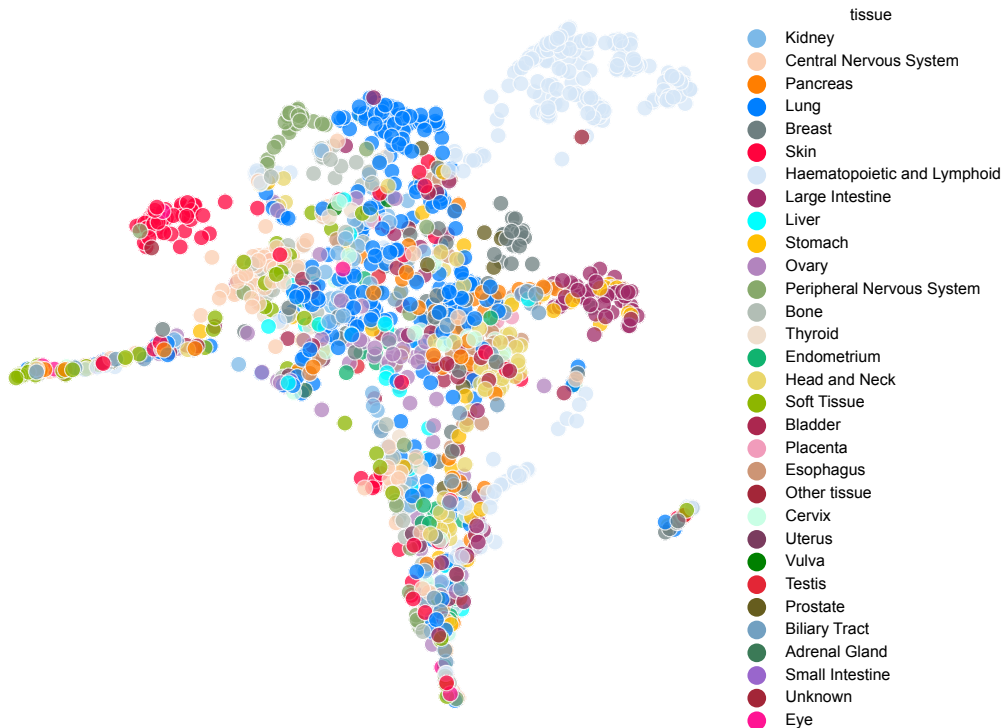 tissue
Kidney
Central Nervous System
Pancreas
Lung
Breast
Skin
Haematopoietic and Lymphoid
Large Intestine
Liver
Stomach
Ovary
Peripheral Nervous System
Bone
Thyroid
Endometrium
Head and Neck
Soft Tissue
Bladder
Placenta
Esophagus
Other tissue
Cervix
Uterus
Vulva
Testis
Prostate
Biliary Tract
Adrenal Gland
Small Intestine
Unknown
Eye